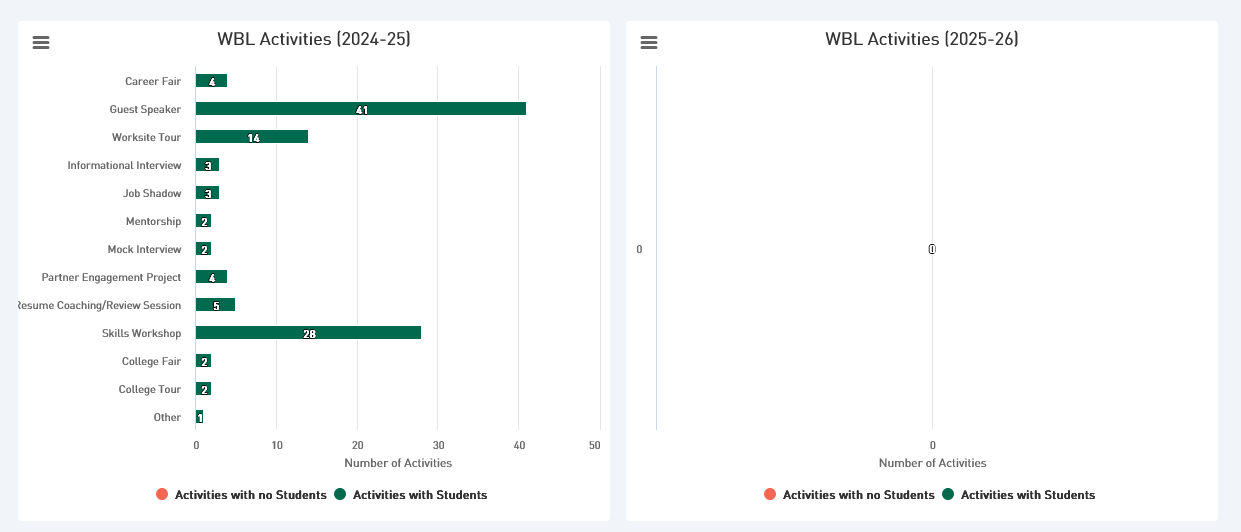 WBL Activities (2024-25)
Career Fair
4
Guest Speaker
41
Worksite Tour
14
Informational Interview
3
Job Shadow
3
Mentorship
2
Mock Interview
2
Partner Engagement Project
4
Resume Coaching/Review Session
5
Skills Workshop
28
College Fair
2
College Tour
2
Other
1
0 10 20 30 40 50
Number of Activities
Activities with no Students Activities with Students
WBL Activities (2025-26)
0
0
0
Number of Activities
Activities with no Students Activities with Students